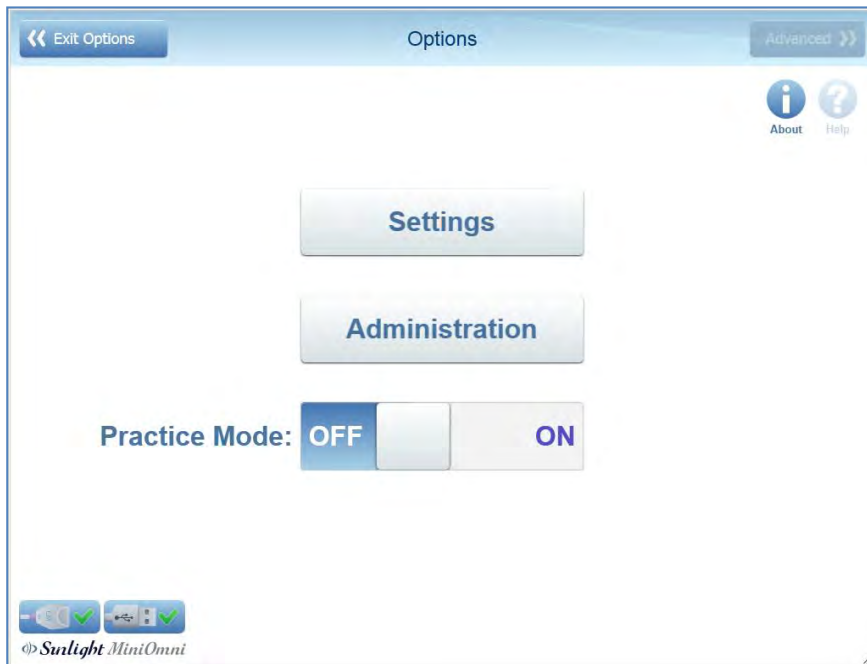 Exit Options
Options
Advanced
About
Help
Settings
Administration
Practice Mode: OFF ON
Sunlight MiniOmni